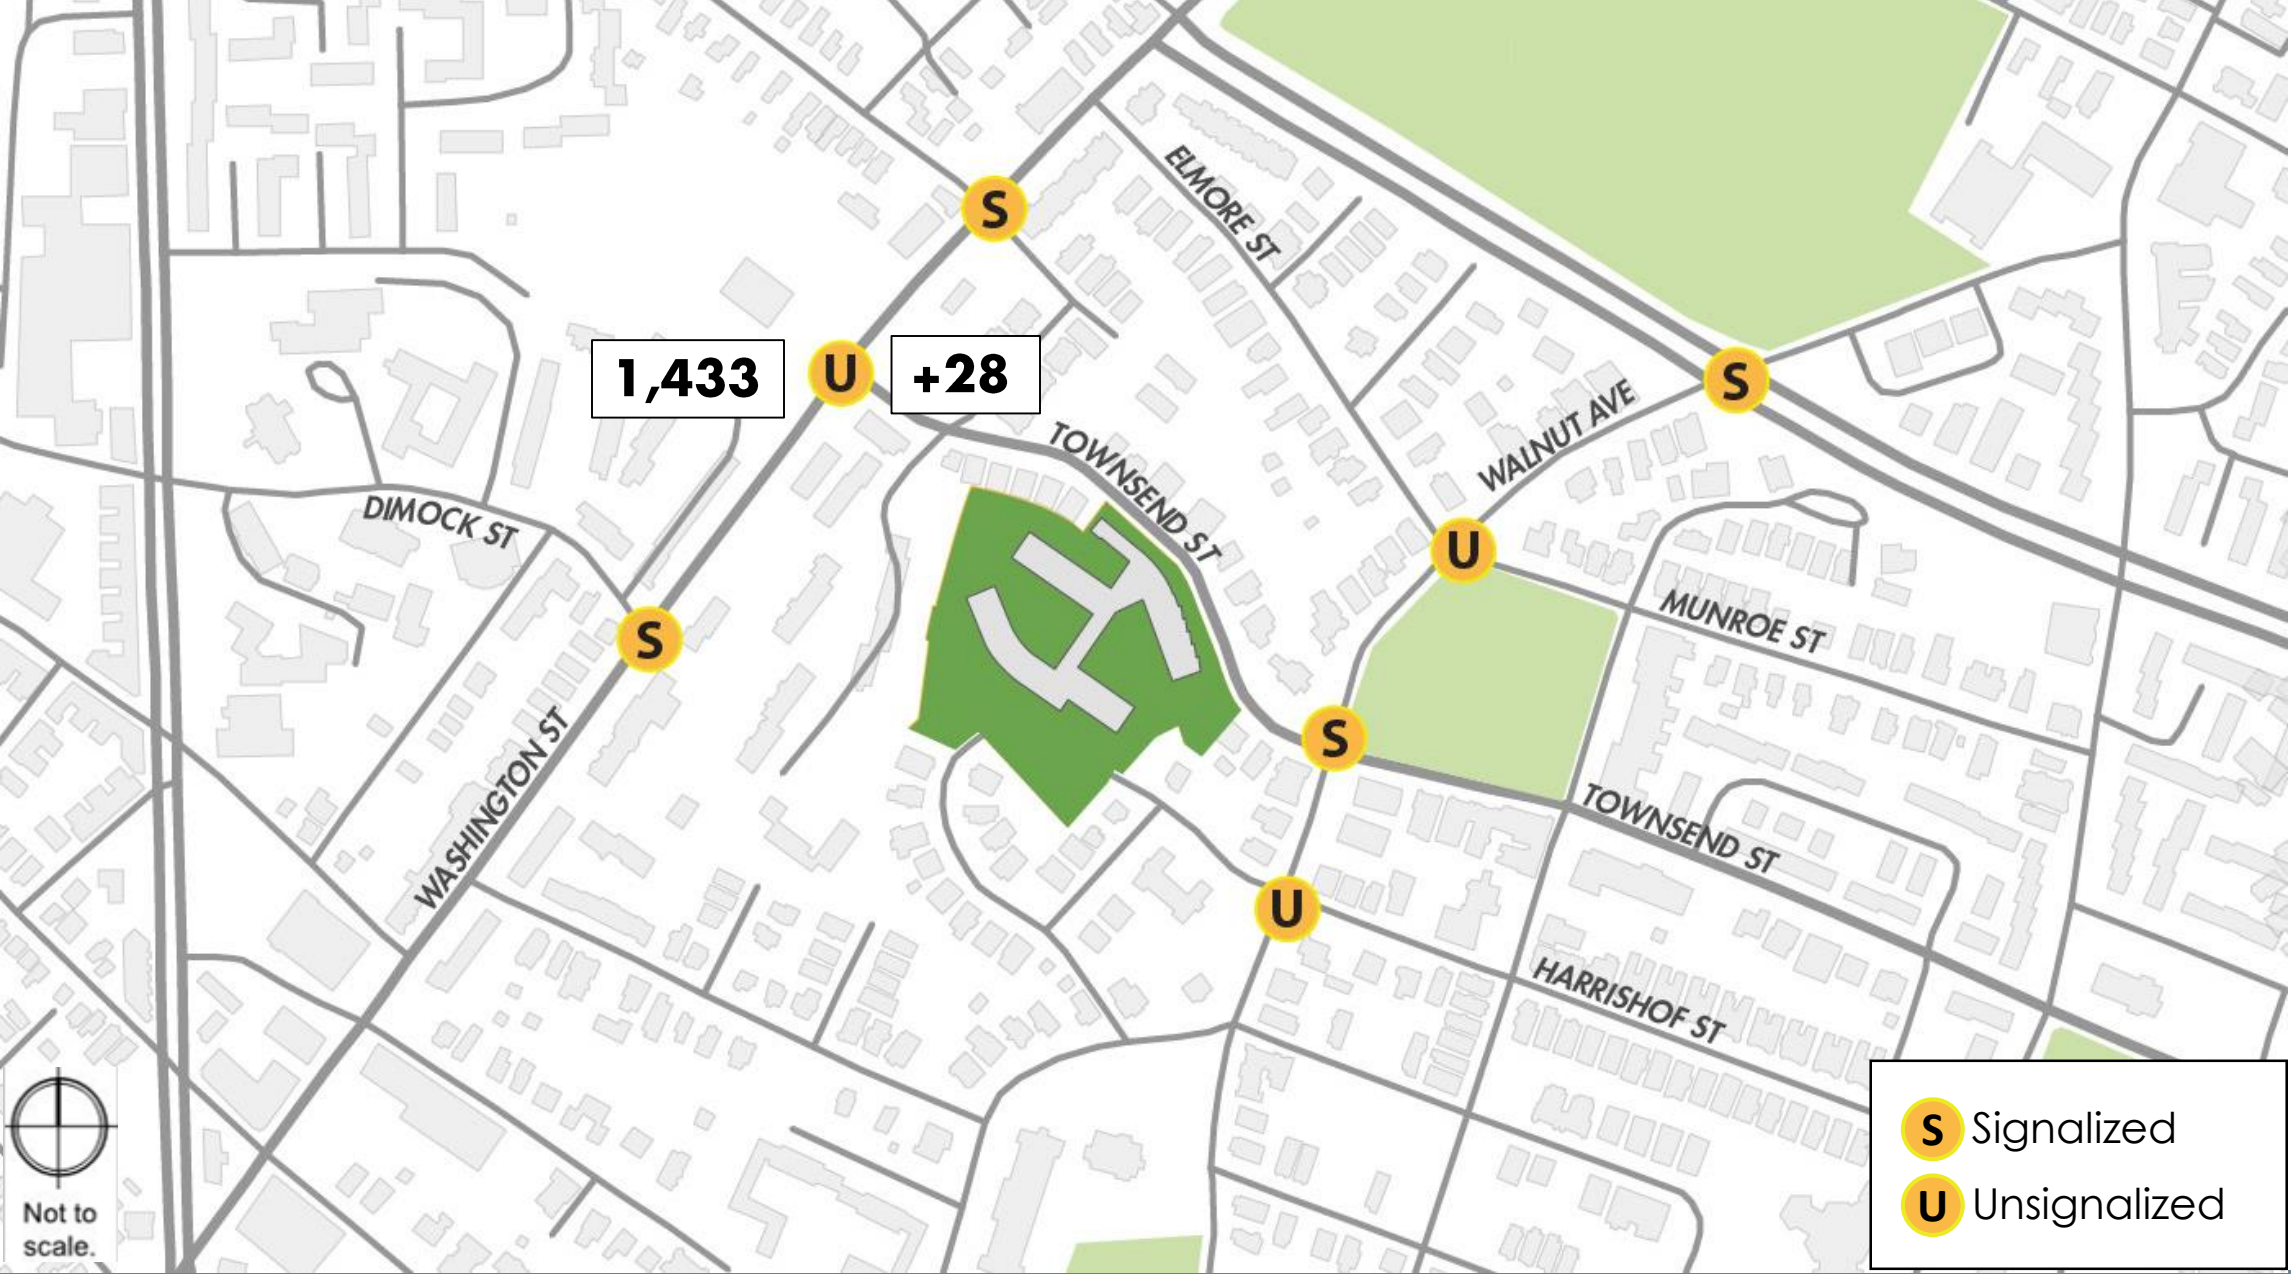 S
ELMORE ST
1,433
U
+28
S
WALNUT AVE
TOWNSEND ST
DIMOCK ST
U
MUNROE ST
S
S
WASHINGTON ST
TOWNSEND ST
U
HARRISHOF ST
S Signalized
U Unsignalized
Not to
scale.